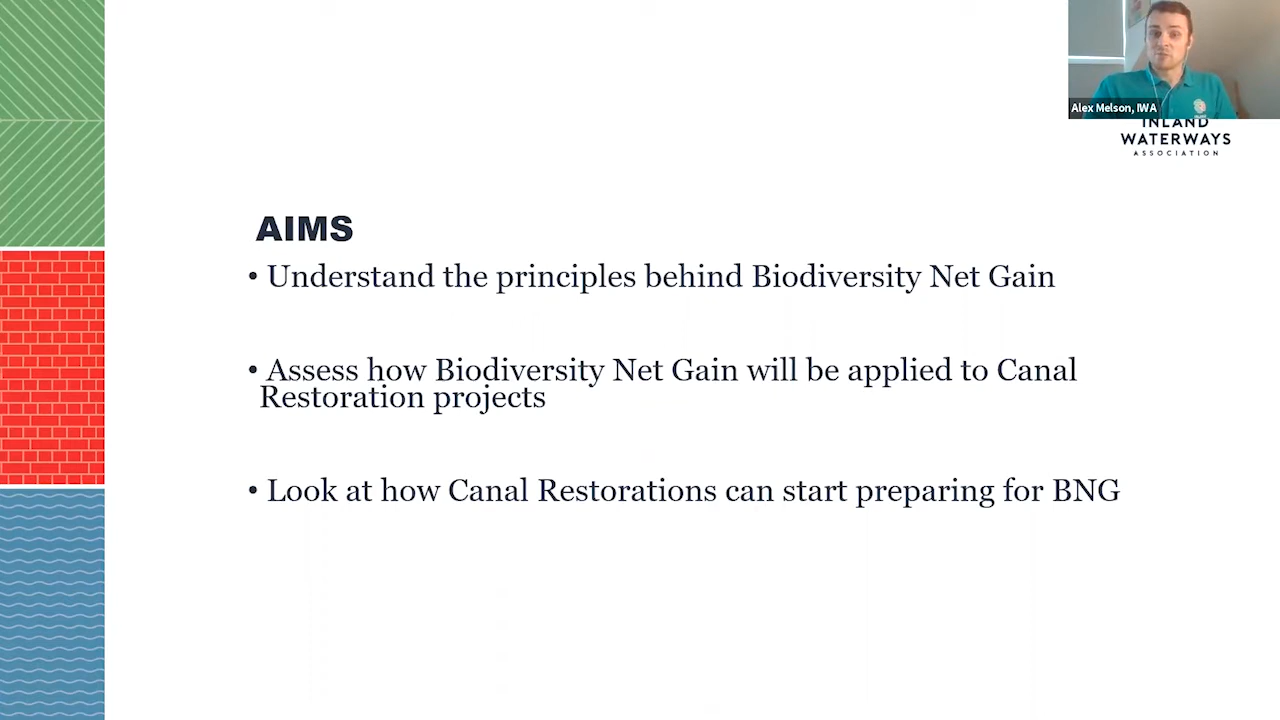 Alex Melson, IWA
INLAND
WATERWAYS
ASSOCIATION
AIMS
• Understand the principles behind Biodiversity Net Gain
• Assess how Biodiversity Net Gain will be applied to Canal
Restoration projects
• Look at how Canal Restorations can start preparing for BNG